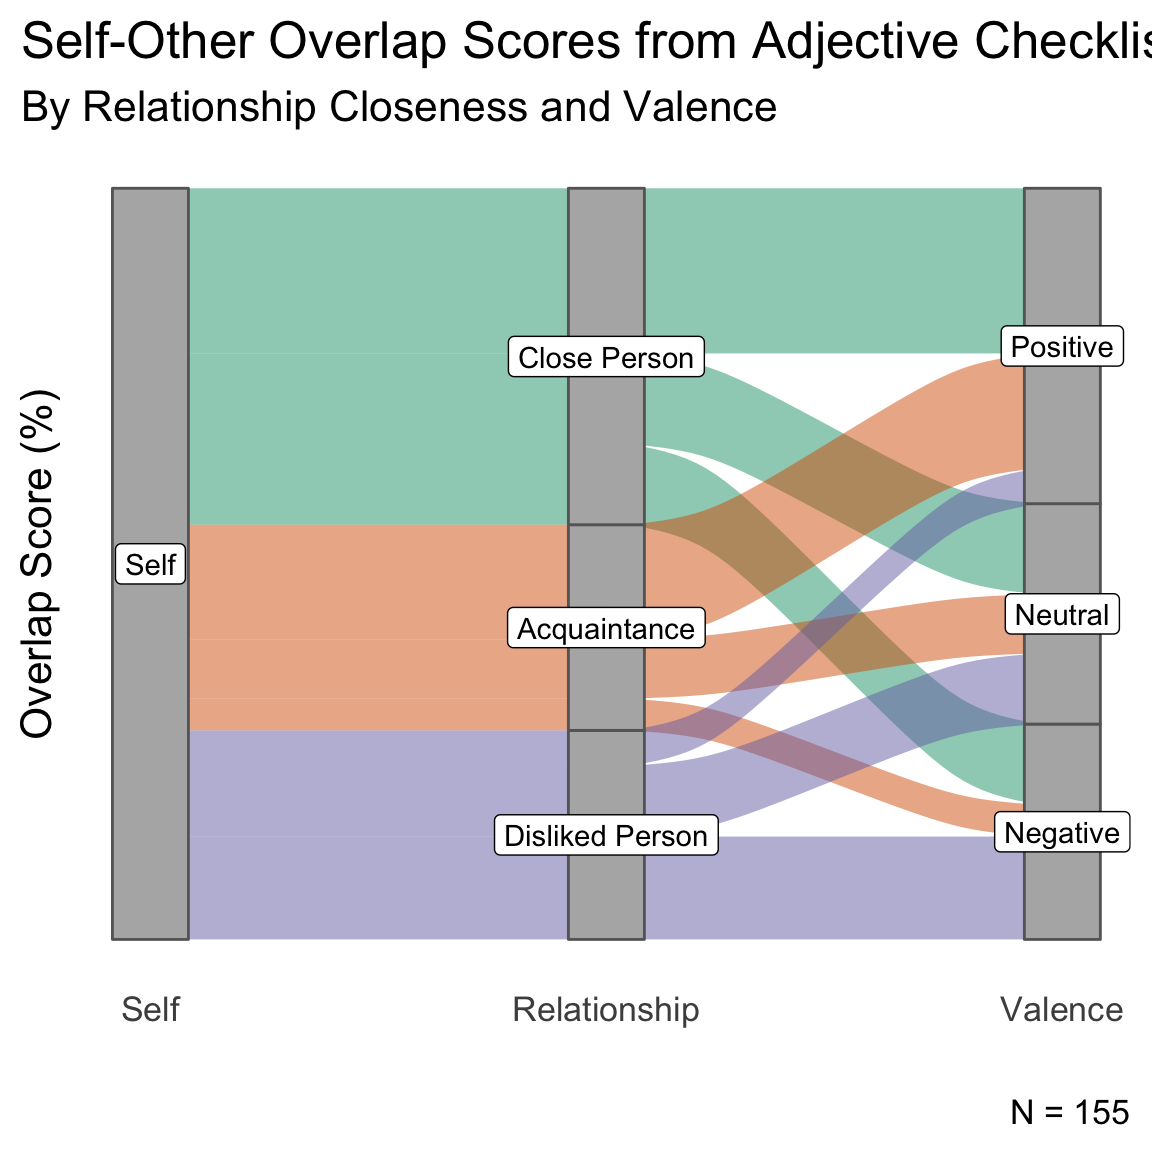 Self-Other Overlap Scores from Adjective Checklis
By Relationship Closeness and Valence
Overlap Score (%)
Self
Close Person
Acquaintance
Disliked Person
Positive
Neutral
Negative
Self
Relationship
Valence
N = 155